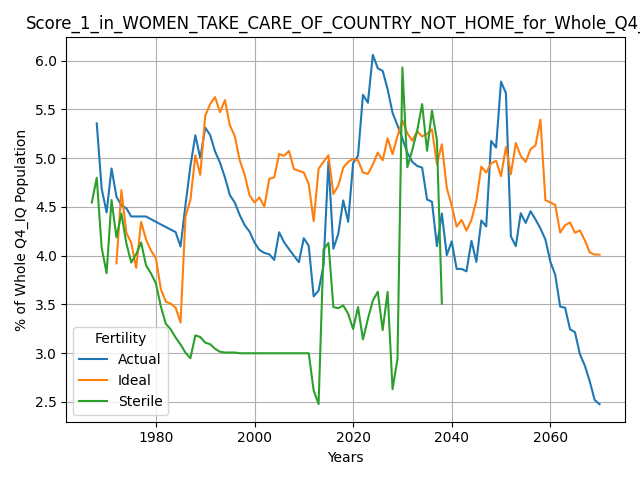 Score_1_in_WOMEN_TAKE_CARE_OF_COUNTRY_NOT_HOME_for_Whole_Q4_
% of Whole Q4_IQ Population
6.0
5.5
5.0
4.5
4.0
3.5
3.0
2.5
Fertility
Actual
Ideal
Sterile
1980 2000 2020 2040 2060
Years